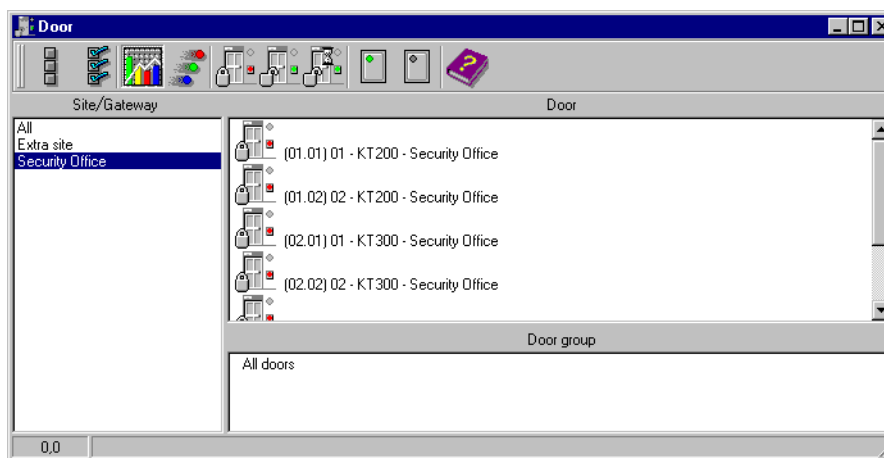 Door
Site/Gateway
Door
All
Extra site
Security Office
(01.01) 01 - KT200 - Security Office
(01.02) 02 - KT200 - Security Office
(02.01) 01 - KT300 - Security Office
(02.02) 02 - KT300 - Security Office
Door group
All doors
0,0